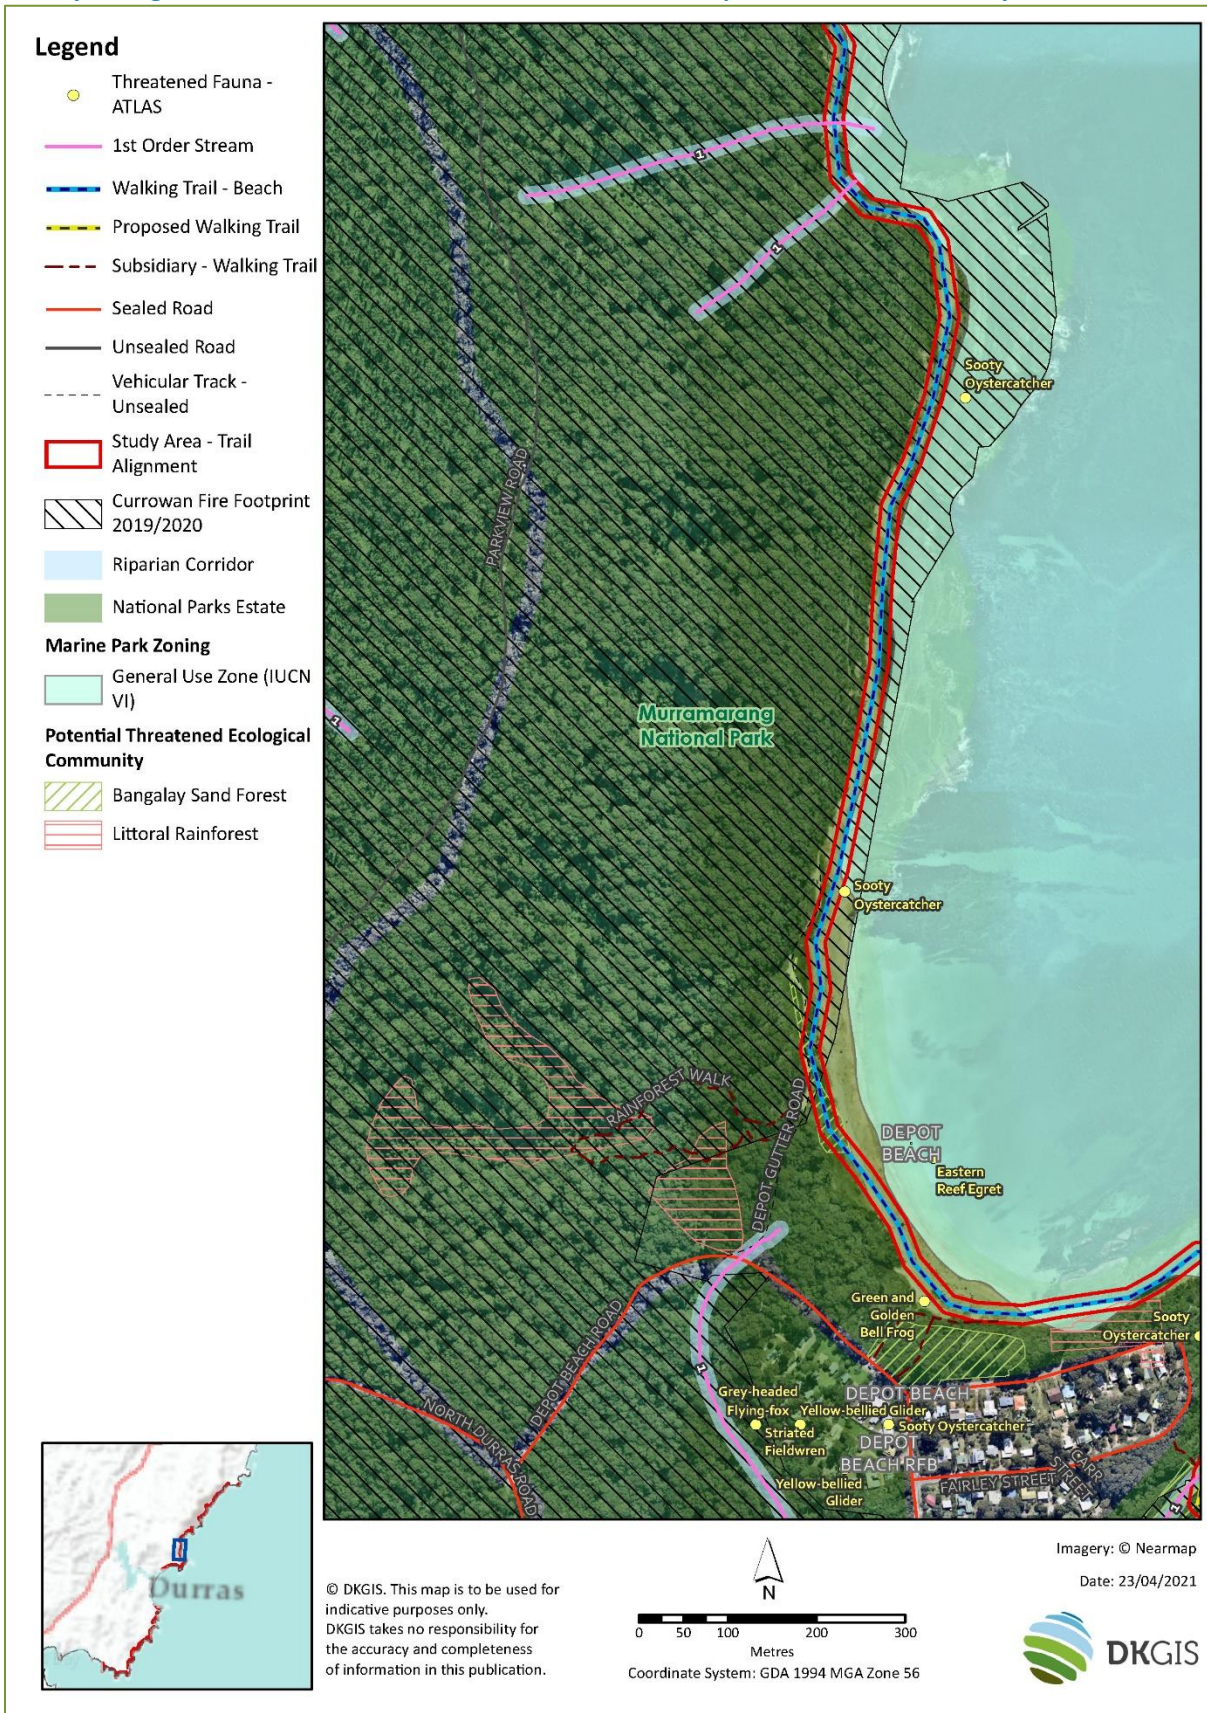 Legend
Threatened Fauna -
ATLAS
1st Order Stream
Walking Trail - Beach
Proposed Walking Trail
Subsidiary - Walking Trail
Sealed Road
Unsealed Road
Vehicular Track -
Unsealed
Study Area - Trail
Alignment
Currowan Fire Footprint
2019/2020
Riparian Corridor
National Parks Estate
Marine Park Zoning
General Use Zone (IUCN
VI)
Potential Threatened Ecological
Community
Bangalay Sand Forest
Littoral Rainforest
1
1
Sooty
Oystercatcher
PARKVIEW ROAD
1
Murramarang
National Park
Sooty
Oystercatcher
RAINFOREST WALK
DEPOT GUTTER ROAD
DEPOT
BEACH
Eastern
Reef Egret
Green and
Golden
Bell Frog
Sooty
Oystercatcher
DEPOT BEACH ROAD
1
NORTH DURRAS ROAD
Grey-headed
Flying-fox
DEPOT BEACH
Yellow-bellied Glider
Sooty Oystercatcher
Striated
Fieldwren
DEPOT
BEACH RFB
Yellow-bellied
Glider
FAIRLEY STREET
CARR
STREET
1
Durras
© DKGIS. This map is to be used for
indicative purposes only.
DKGIS takes no responsibility for
the accuracy and completeness
of information in this publication.
N
0 50 100 200 300
Metres
Coordinate System: GDA 1994 MGA Zone 56
Imagery: © Nearmap
Date: 23/04/2021
DKGIS